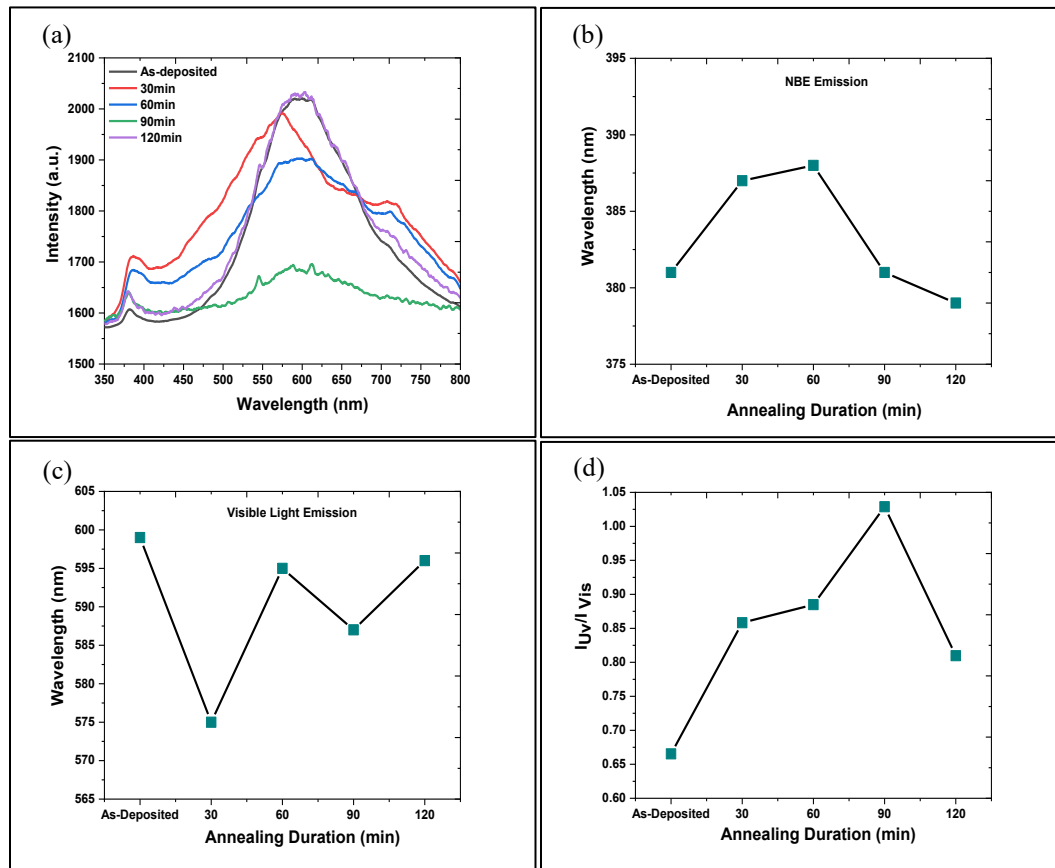 (a)
2100
2000
1900
1800
1700
1600
1500
Intensity (a.u.)
As-deposited
30min
60min
90min
120min
350 400 450 500 550 600 650 700 750 800
Wavelength (nm)
(b)
395
390
385
380
375
Wavelength (nm)
NBE Emission
As-Deposited 30 60 90 120
Annealing Duration (min)
(c)
605
600
595
590
585
580
575
570
565
Wavelength (nm)
Visible Light Emission
As-Deposited 30 60 90 120
Annealing Duration (min)
(d)
1.05
1.00
0.95
0.90
0.85
0.80
0.75
0.70
0.65
0.60
IUv/I Vis
As-Deposited 30 60 90 120
Annealing Duration (min)